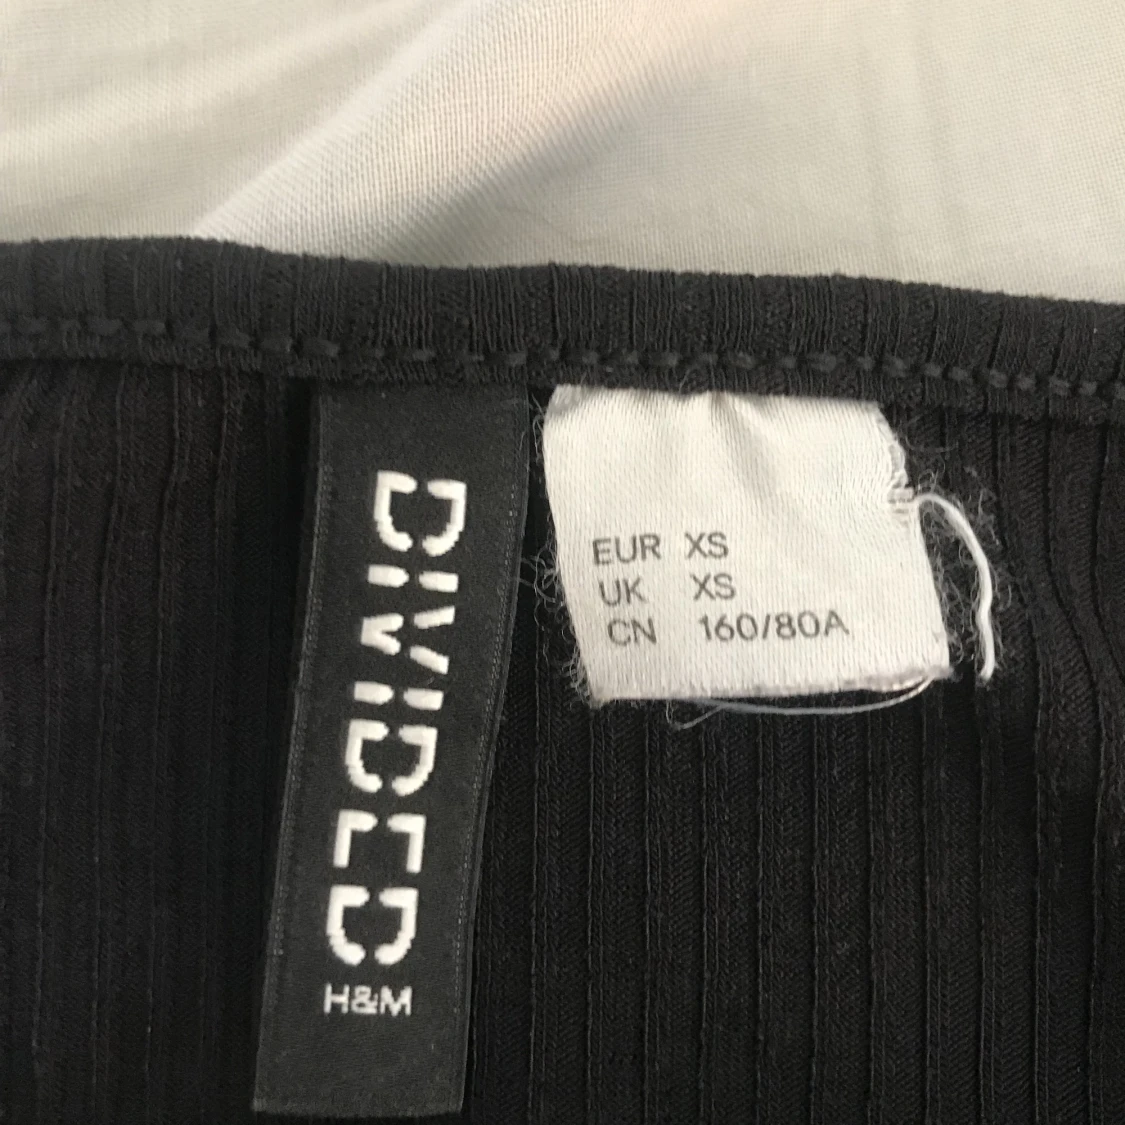 DIVIDED
H&M
EUR XS
UK XS
CN 160/80A